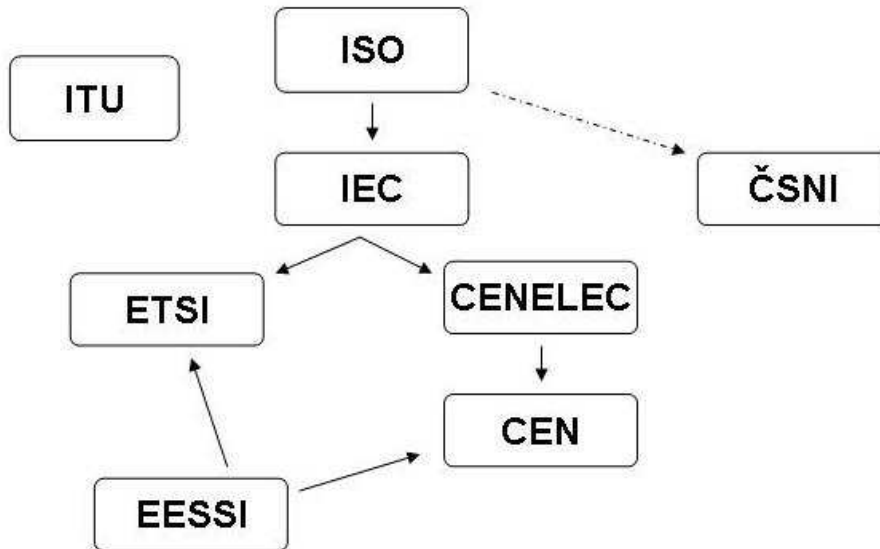 ISO
ITU
IEC
ČSNI
ETSI
CENELEC
CEN
EESSI